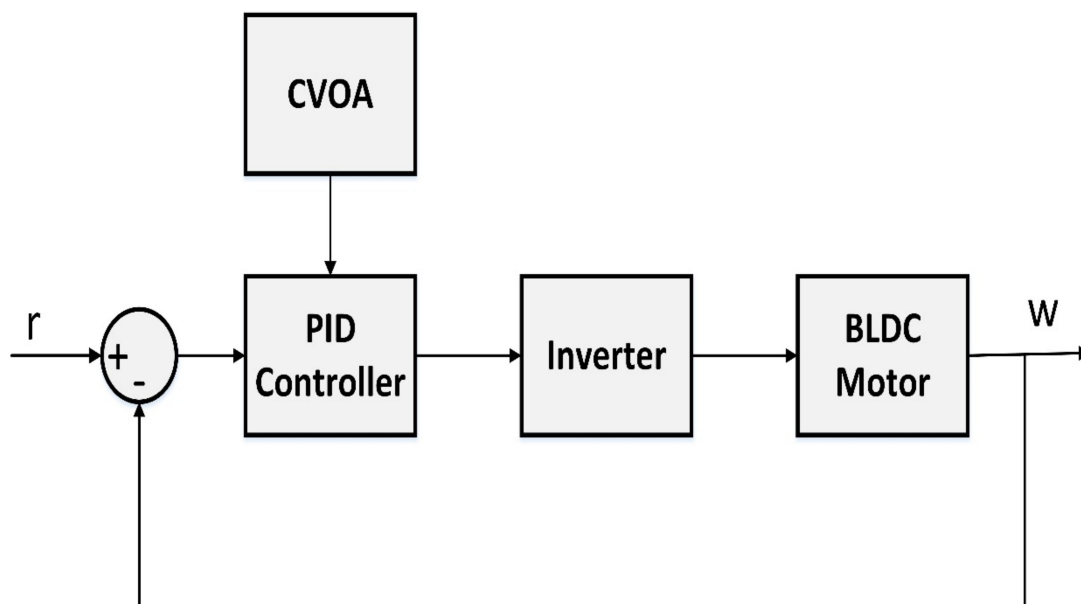 CVOA
r
+
-
PID
Controller
Inverter
BLDC
Motor
w